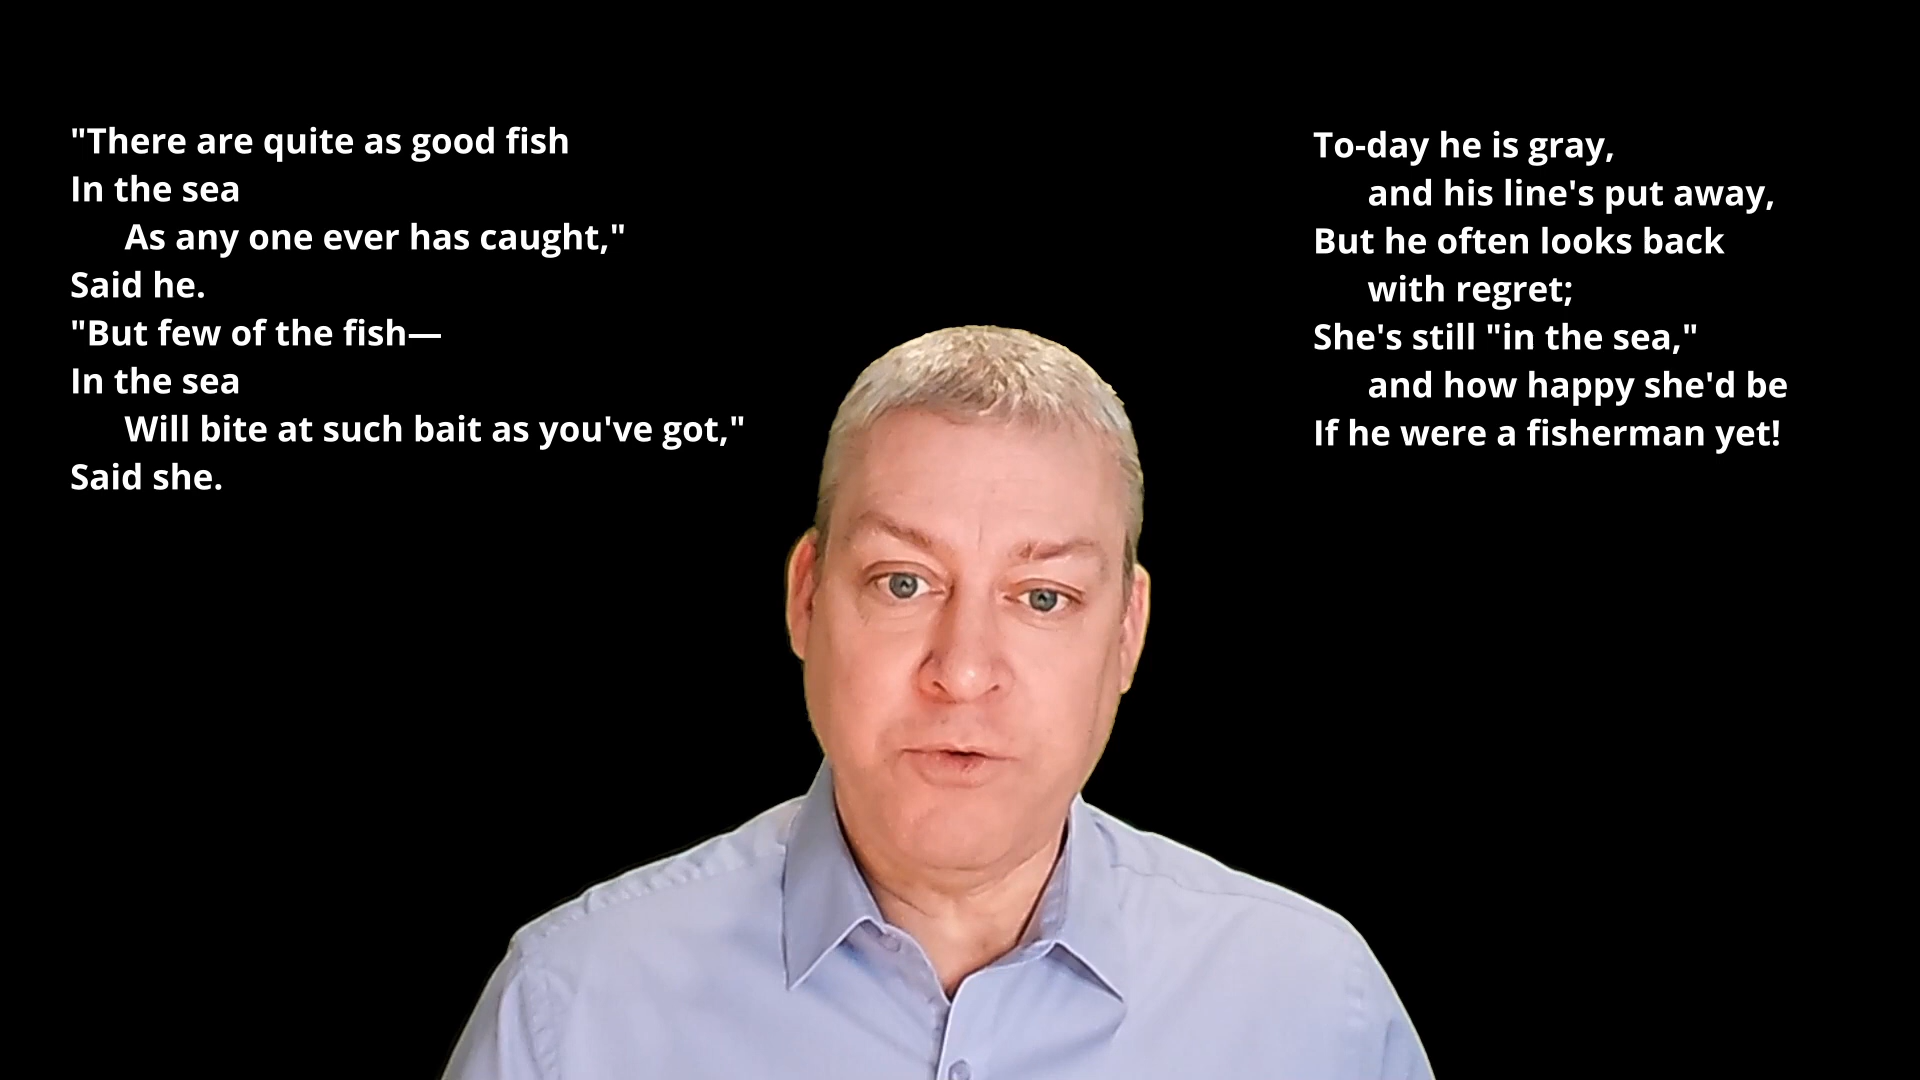 "There are quite as good fish
In the sea
As any one ever has caught,"
Said he.
"But few of the fish—
In the sea
Will bite at such bait as you've got,"
Said she.
To-day he is gray,
and his line's put away,
But he often looks back
with regret;
She's still "in the sea,"
and how happy she'd be
If he were a fisherman yet!